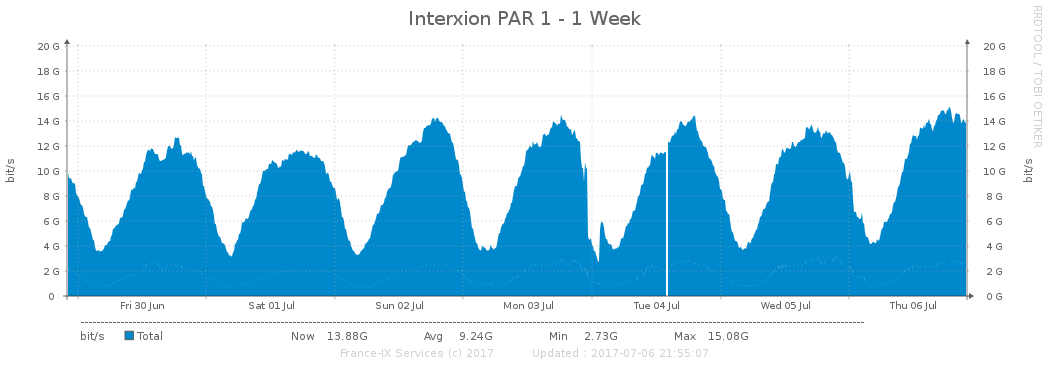 Interxion PAR 1 - 1 Week
RRDTOOL / TOBI OETIKER
bit/s
20 G 20 G
18 G 18 G
16 G 16 G
14 G 14 G
12 G 12 G
10 G 10 G
8 G 8 G
6 G 6 G
4 G 4 G
2 G 2 G
0 0 G
bit/s
Fri 30 Jun Sat 01 Jul Sun 02 Jul Mon 03 Jul Tue 04 Jul Wed 05 Jul Thu 06 Jul
bit/s Total Now 13.88G Avg 9.24G Min 2.73G Max 15.08G
France-IX Services (c) 2017 Updated : 2017-07-06 21:55:07